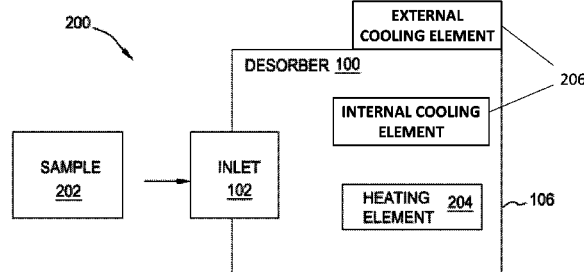 200
EXTERNAL
COOLING ELEMENT
DESORBER 100
206
INTERNAL COOLING
ELEMENT
SAMPLE
202
INLET
102
HEATING
ELEMENT 204
106